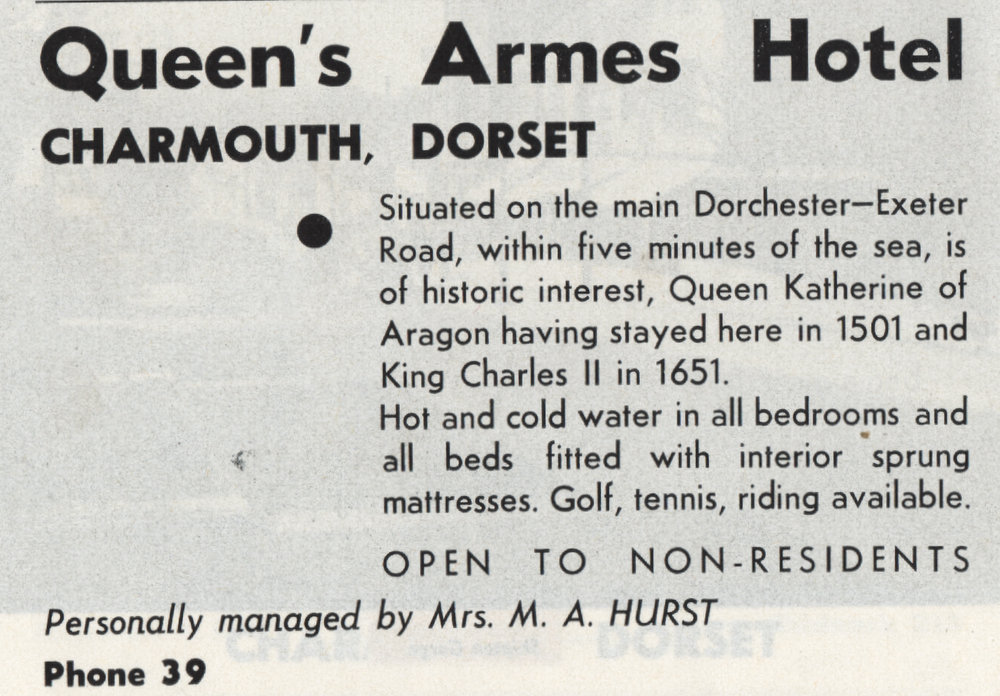 Queen's Armes Hotel
CHARMOUTH, DORSET
● Situated on the main Dorchester—Exeter
Road, within five minutes of the sea, is
of historic interest, Queen Katherine of
Aragon having stayed here in 1501 and
King Charles II in 1651.
Hot and cold water in all bedrooms and
all beds fitted with interior sprung
mattresses. Golf, tennis, riding available.
OPEN TO NON-RESIDENTS
Personally managed by Mrs. M. A. HURST
Phone 39